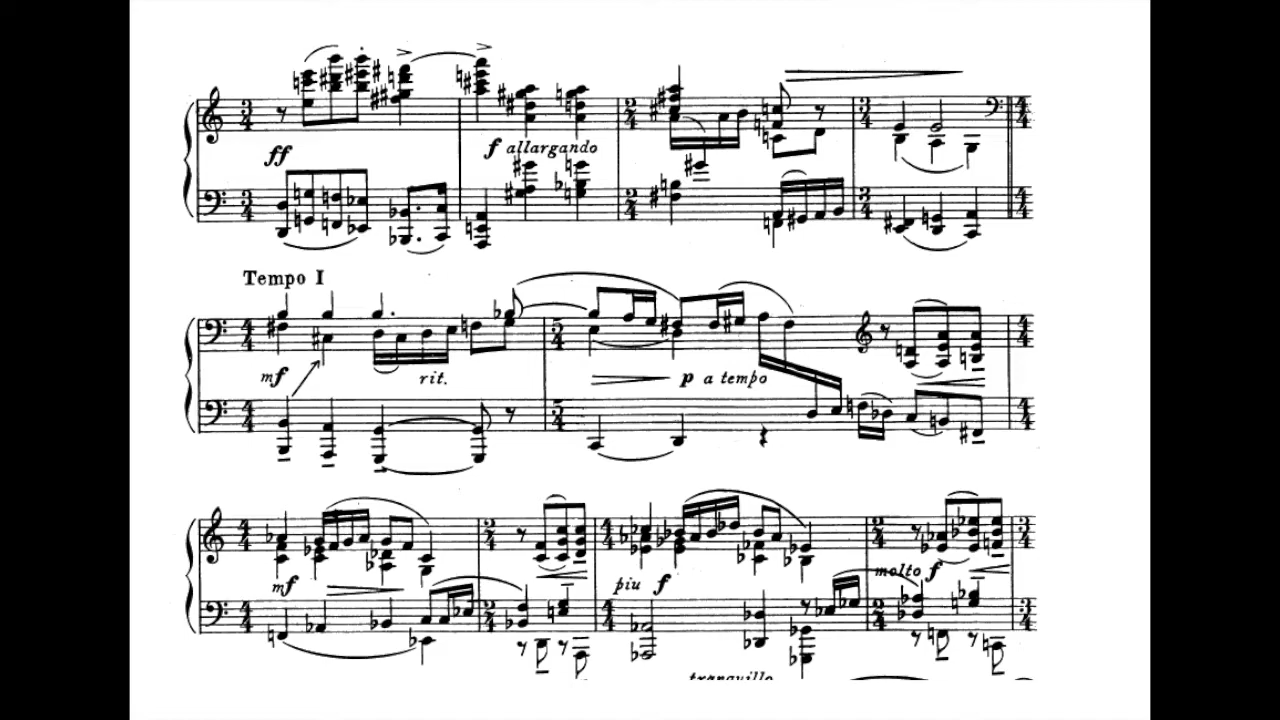 ff
f allargando
Tempo I
mf
rit.
p a tempo
mf
piu f
molto f
tranquillo